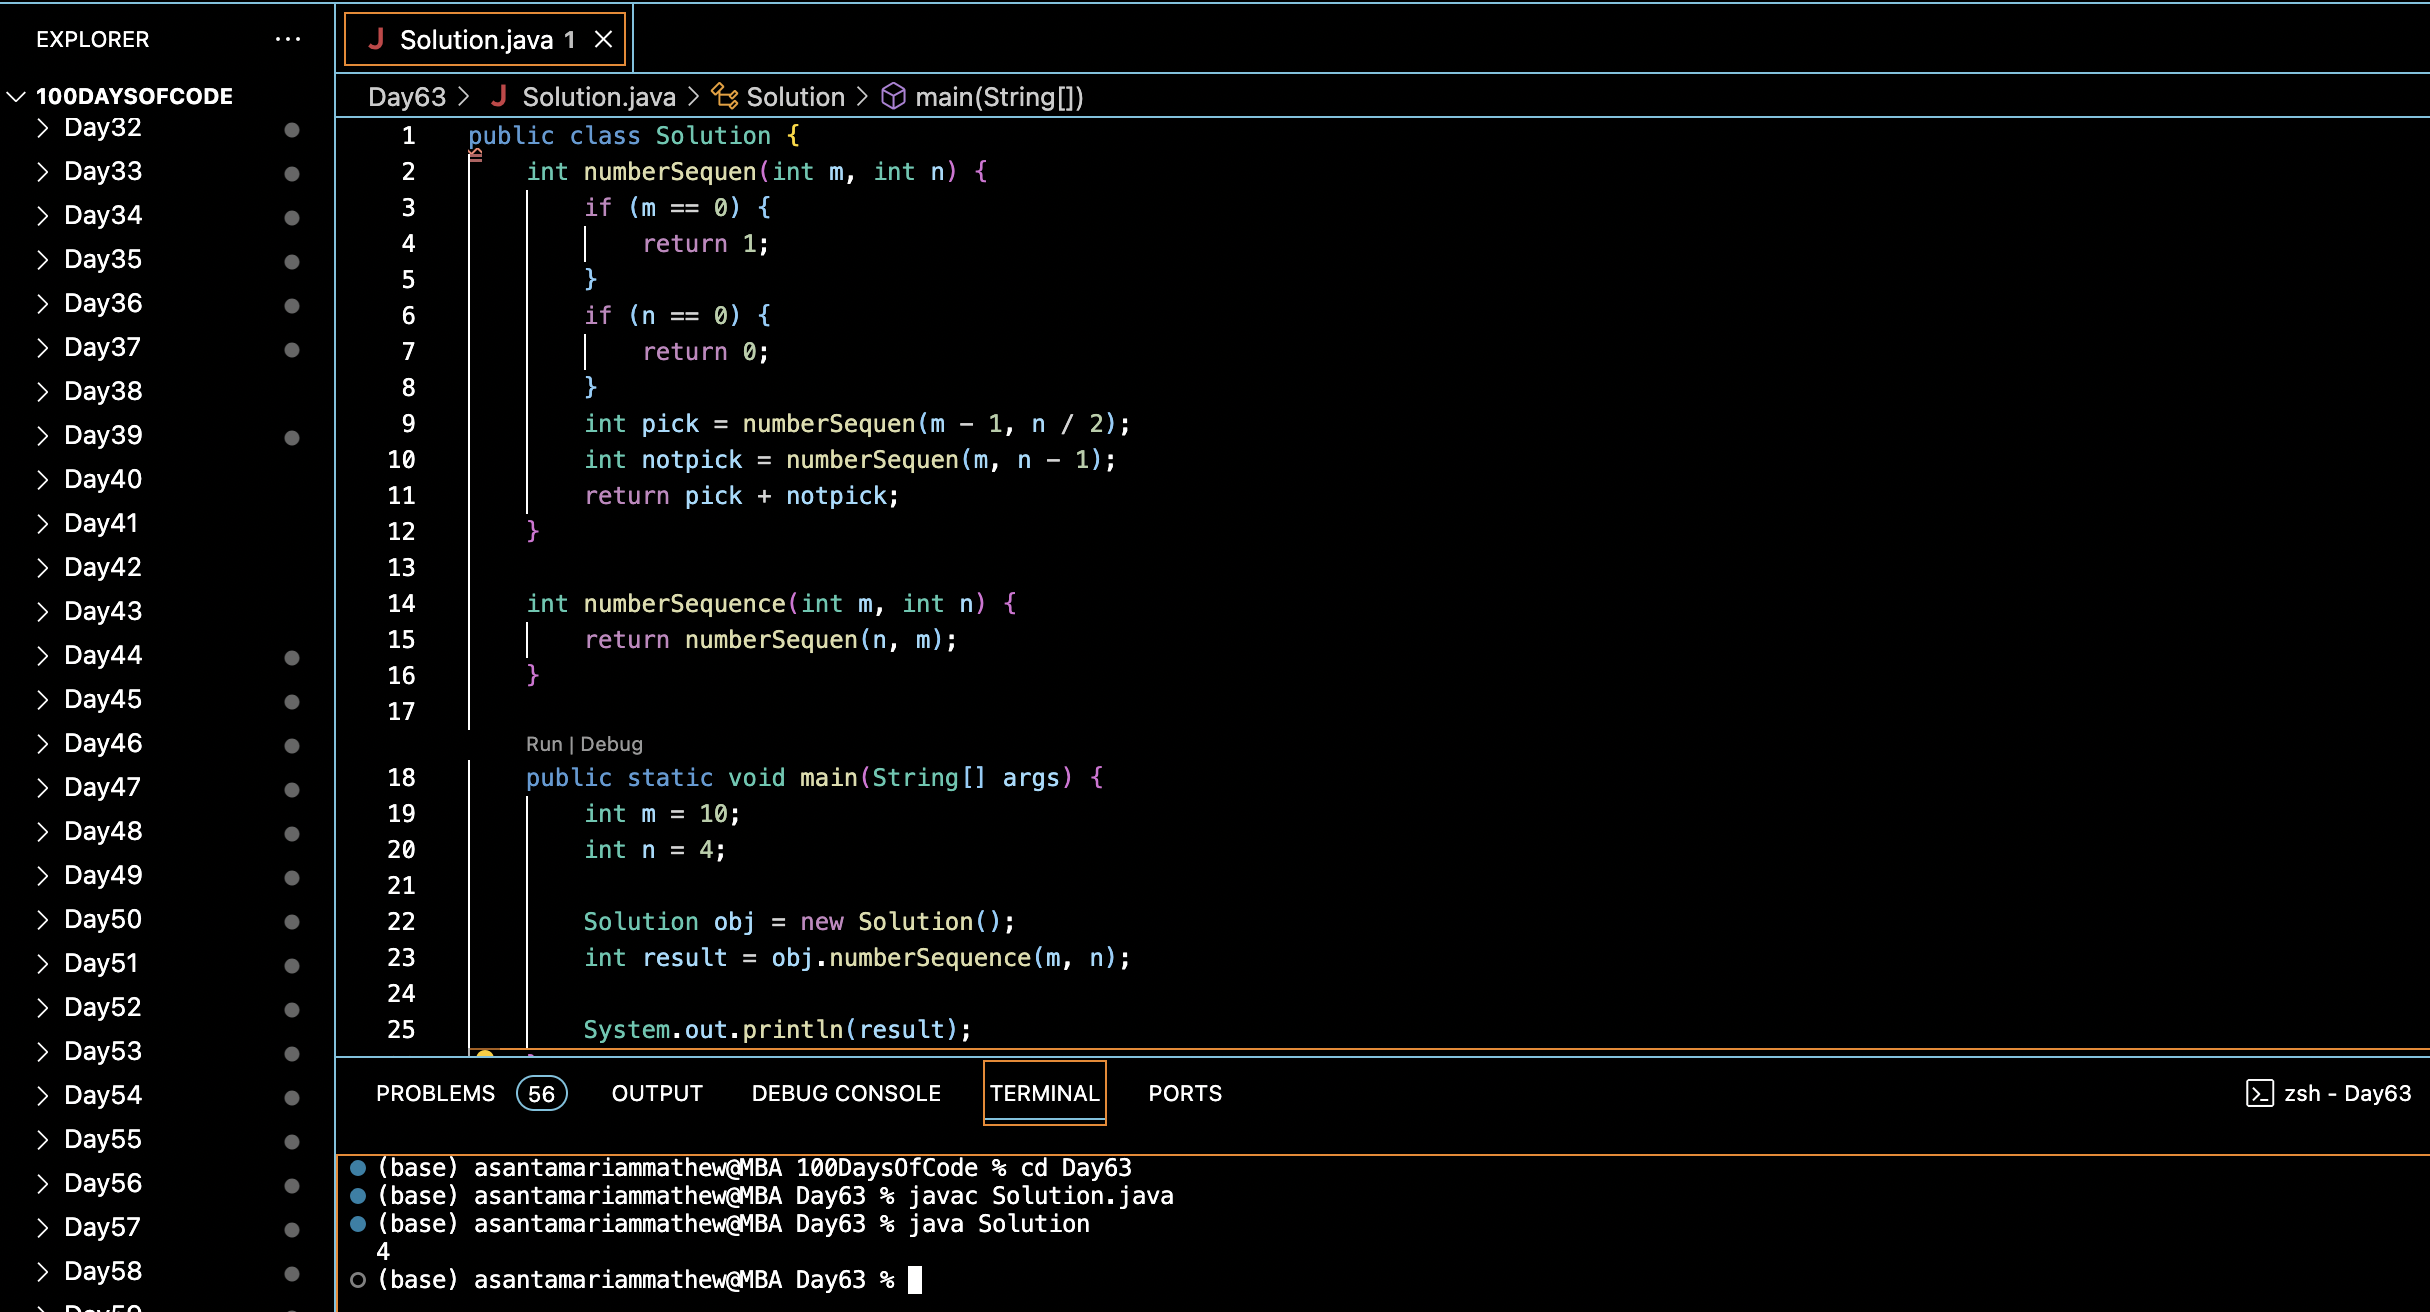 EXPLORER ···
100DAYSOFCODE
Day32
Day33
Day34
Day35
Day36
Day37
Day38
Day39
Day40
Day41
Day42
Day43
Day44
Day45
Day46
Day47
Day48
Day49
Day50
Day51
Day52
Day53
Day54
Day55
Day56
Day57
Day58
Day59
J Solution.java 1 ×
Day63 > J Solution.java > Solution > main(String[])
1 public class Solution {
2 int numberSequen(int m, int n) {
3 if (m == 0) {
4 return 1;
5 }
6 if (n == 0) {
7 return 0;
8 }
9 int pick = numberSequen(m - 1, n / 2);
10 int notpick = numberSequen(m, n - 1);
11 return pick + notpick;
12 }
13
14 int numberSequence(int m, int n) {
15 return numberSequen(n, m);
16 }
17
Run | Debug
18 public static void main(String[] args) {
19 int m = 10;
20 int n = 4;
21
22 Solution obj = new Solution();
23 int result = obj.numberSequence(m, n);
24
25 System.out.println(result);
PROBLEMS 56 OUTPUT DEBUG CONSOLE TERMINAL PORTS zsh - Day63
(base) asantamariammathew@MBA 100DaysOfCode % cd Day63
(base) asantamariammathew@MBA Day63 % javac Solution.java
(base) asantamariammathew@MBA Day63 % java Solution
4
(base) asantamariammathew@MBA Day63 %